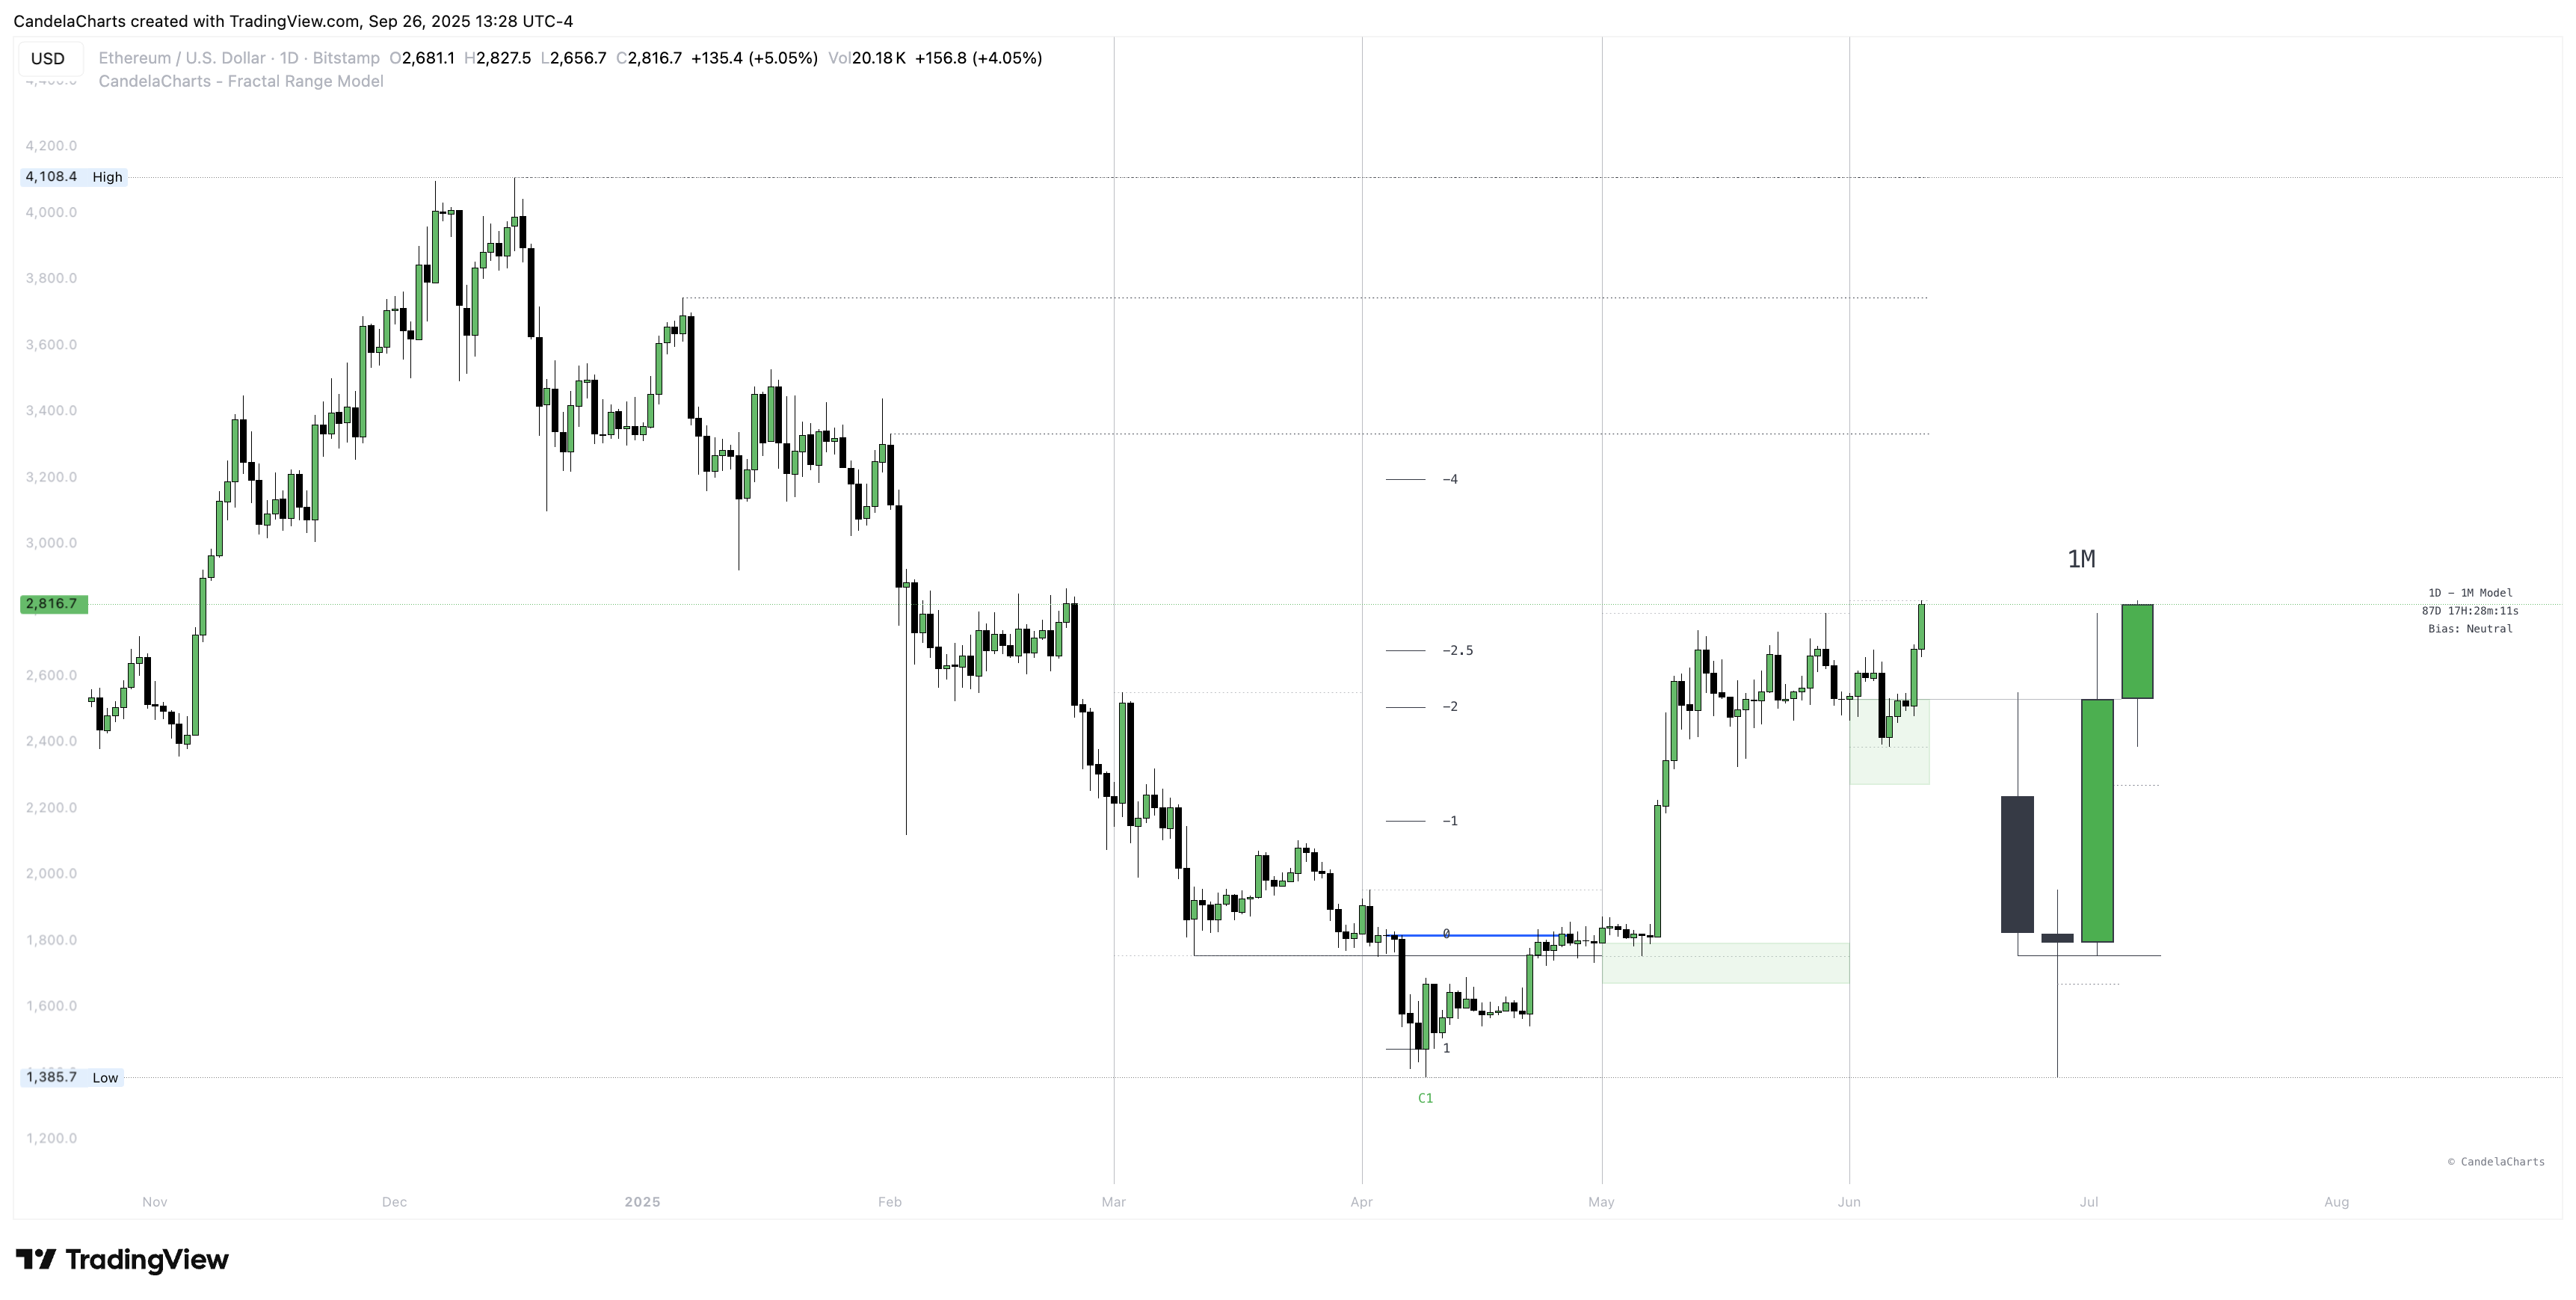 CandelaCharts created with TradingView.com, Sep 26, 2025 13:28 UTC-4
USD
Ethereum / U.S. Dollar · 1D · Bitstamp O2,681.1 H2,827.5 L2,656.7 C2,816.7 +135.4 (+5.05%) Vol20.18 K +156.8 (+4.05%)
CandelaCharts - Fractal Range Model
4,200.0
4,108.4 High
4,000.0
3,800.0
3,600.0
3,400.0
3,200.0
-4
3,000.0
1M
2,816.7
1D - 1M Model
87D 17H:28m:11s
Bias: Neutral
-2.5
2,600.0
-2
2,400.0
2,200.0
-1
2,000.0
0
1,800.0
1,600.0
1
1,385.7 Low
C1
1,200.0
© CandelaCharts
Nov Dec 2025 Feb Mar Apr May Jun Jul Aug
TradingView